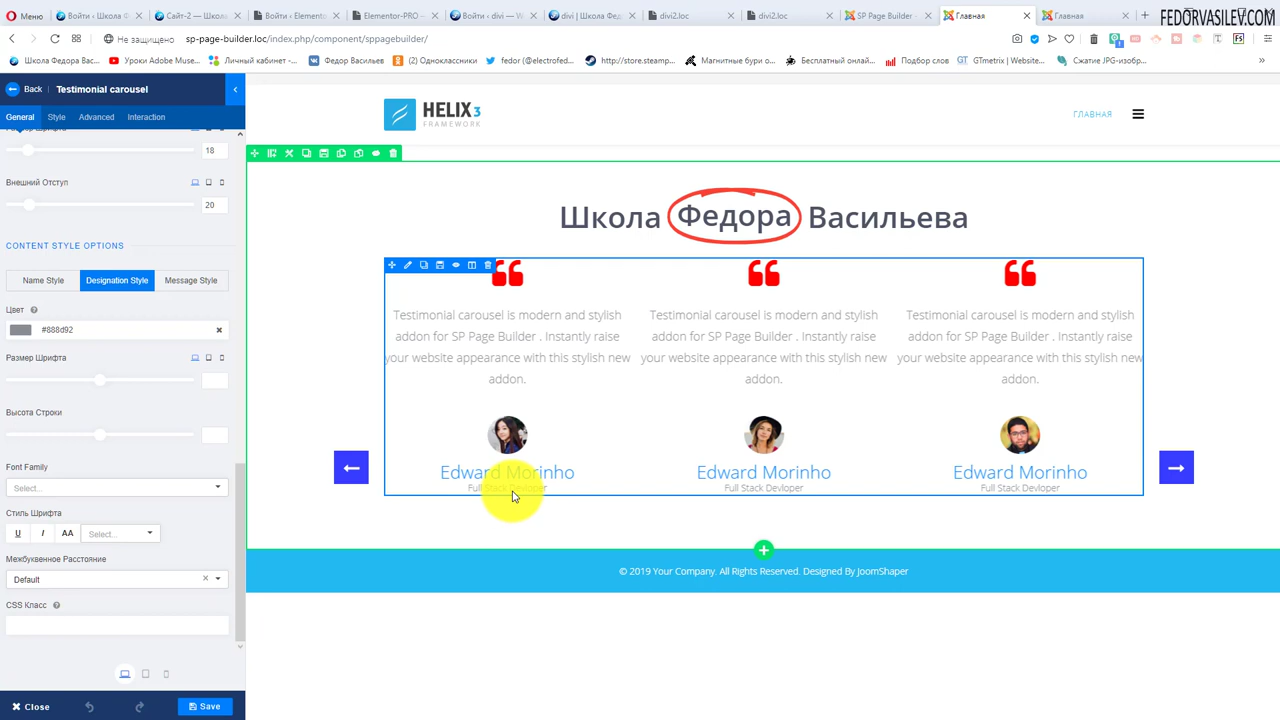 Меню
Войти ‹ Школа Ф
Сайт-2 — Школа
Войти ‹ Elemento
Elementor-PRO –
Войти ‹ divi — W
divi | Школа Фед
divi2.loc
divi2.loc
SP Page Builder -
Главная
Главная
FEDORVASILEV.COM
Не защищено
sp-page-builder.loc/index.php/component/sppagebuilder/
Школа Федора Вас...
Уроки Adobe Muse...
Личный кабинет -...
Федор Васильев
(2) Одноклассники
fedor (@electrofed...
http://store.steamp...
Магнитные бури о...
Бесплатный онлай...
Подбор слов
GTmetrix | Website...
Сжатие JPG-изобр...
Back
Testimonial carousel
General
Style
Advanced
Interaction
Размер Шрифта
18
Внешний Отступ
20
CONTENT STYLE OPTIONS
Name Style
Designation Style
Message Style
Цвет
#888d92
Размер Шрифта
Высота Строки
Font Family
Select...
Стиль Шрифта
U
I
AA
Select...
Межбуквенное Расстояние
Default
CSS Класс
Close
Save
HELIX3
FRAMEWORK
ГЛАВНАЯ
Школа Федора Васильева
Testimonial carousel is modern and stylish
addon for SP Page Builder . Instantly raise
your website appearance with this stylish new
addon.
Edward Morinho
Full Stack Devloper
Testimonial carousel is modern and stylish
addon for SP Page Builder . Instantly raise
your website appearance with this stylish new
addon.
Edward Morinho
Full Stack Devloper
Testimonial carousel is modern and stylish
addon for SP Page Builder . Instantly raise
your website appearance with this stylish new
addon.
Edward Morinho
Full Stack Devloper
© 2019 Your Company. All Rights Reserved. Designed By JoomShaper